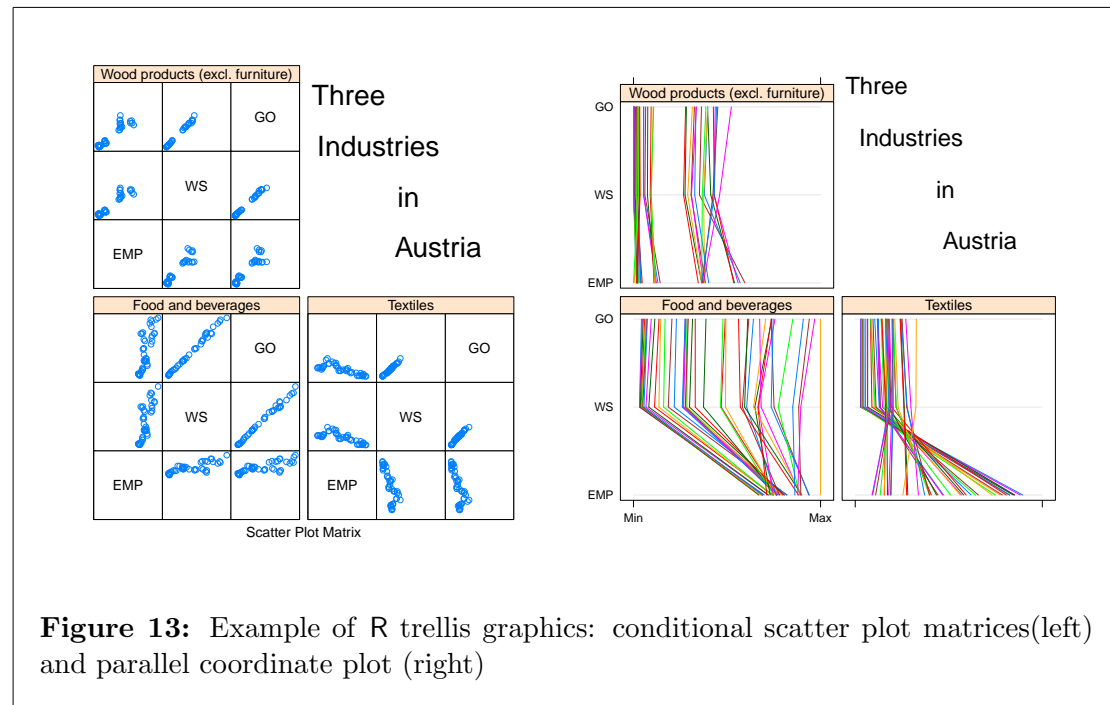 Wood products (excl. furniture)
GO
WS
EMP
Three
Industries
in
Austria
Food and beverages
GO
WS
EMP
Textiles
GO
WS
EMP
Scatter Plot Matrix
Wood products (excl. furniture)
GO
WS
EMP
Three
Industries
in
Austria
Food and beverages
Textiles
GO
WS
EMP
Min
Max
Figure 13: Example of R trellis graphics: conditional scatter plot matrices(left)
and parallel coordinate plot (right)